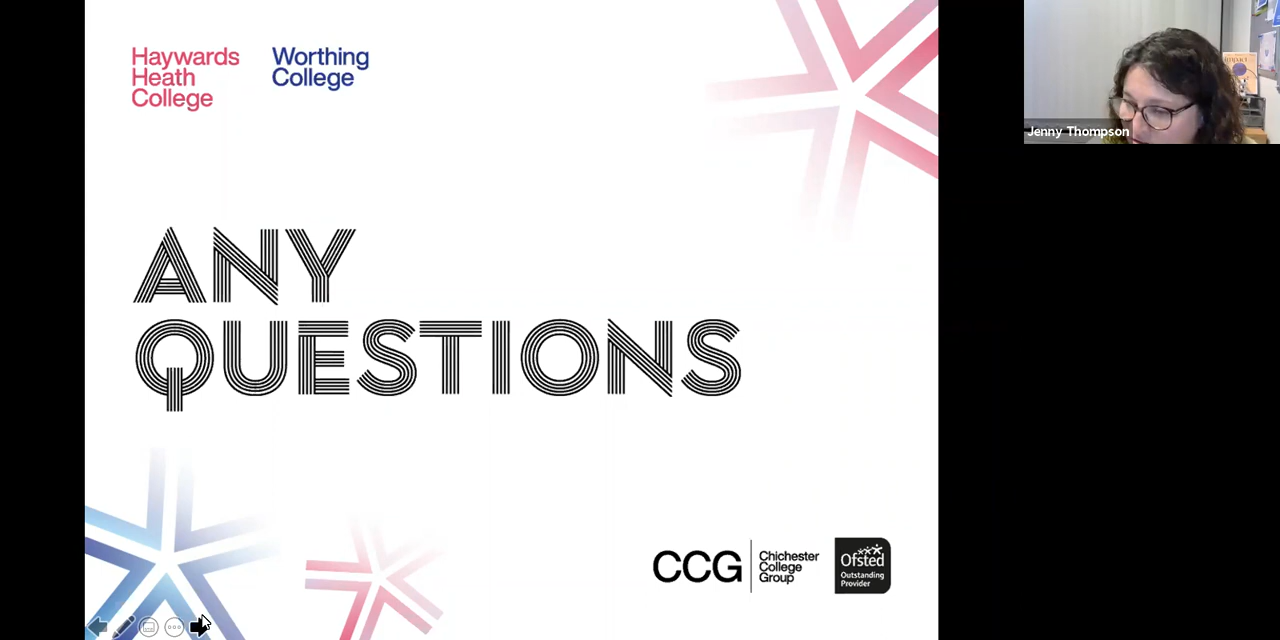 Haywards
Heath
College
Worthing
College
Jenny Thompson
ANY
QUESTIONS
CCG
Chichester
College
Group
Ofsted
Outstanding
Provider